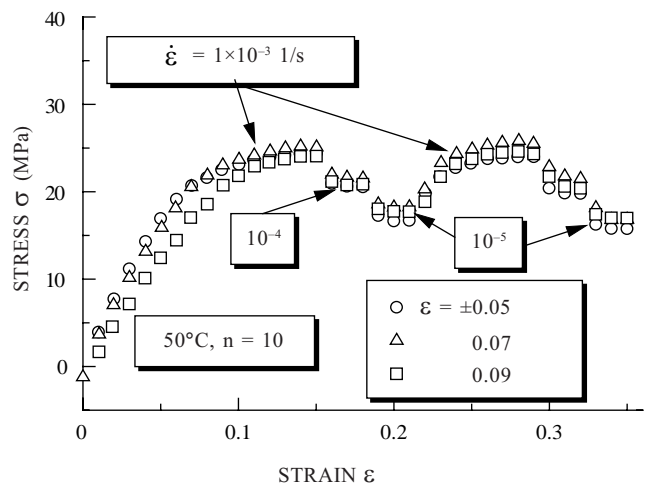 40
30
20
10
0
STRESS σ (MPa)
ε̇ = 1×10⁻³ 1/s
10⁻⁴
10⁻⁵
50°C, n = 10
ε = ±0.05
0.07
0.09
0
0.1
0.2
0.3
STRAIN ε